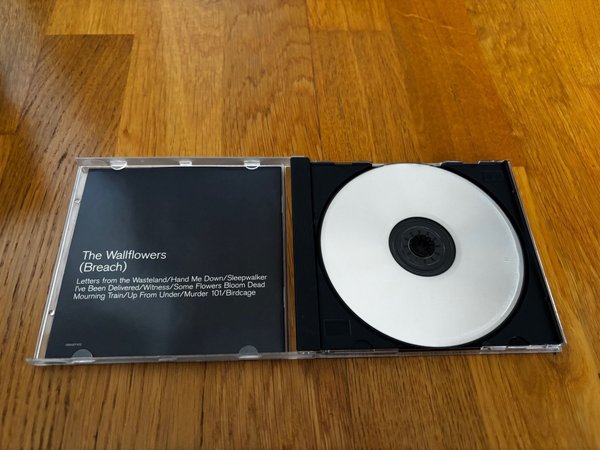 The Wallflowers
(Breach)
Letters from the Wasteland/Hand Me Down/Sleepwalker
I've Been Delivered/Witness/Some Flowers Bloom Dead
Mourning Train/Up From Under/Murder 101/Birdcage